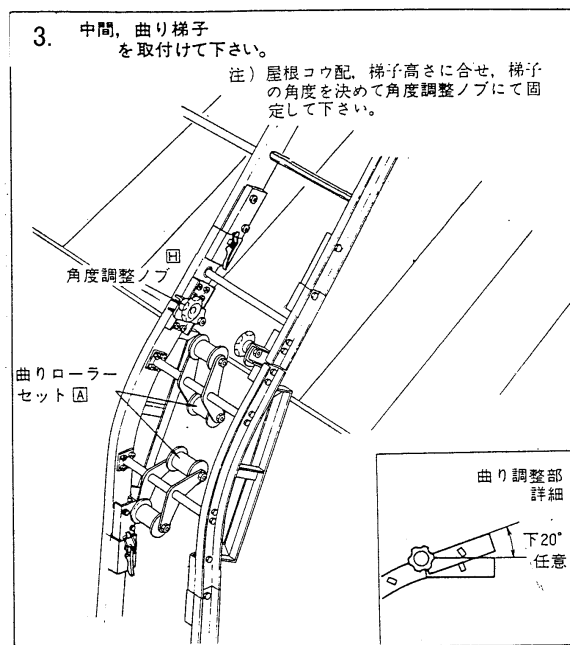 3. 中間，曲り梯子
を取付けて下さい。
注）屋根コウ配，梯子高さに合せ，梯子
の角度を決めて角度調整ノブにて固
定して下さい。
H
角度調整ノブ
曲りローラー
セットA
曲り調整部
詳細
下20°
任意